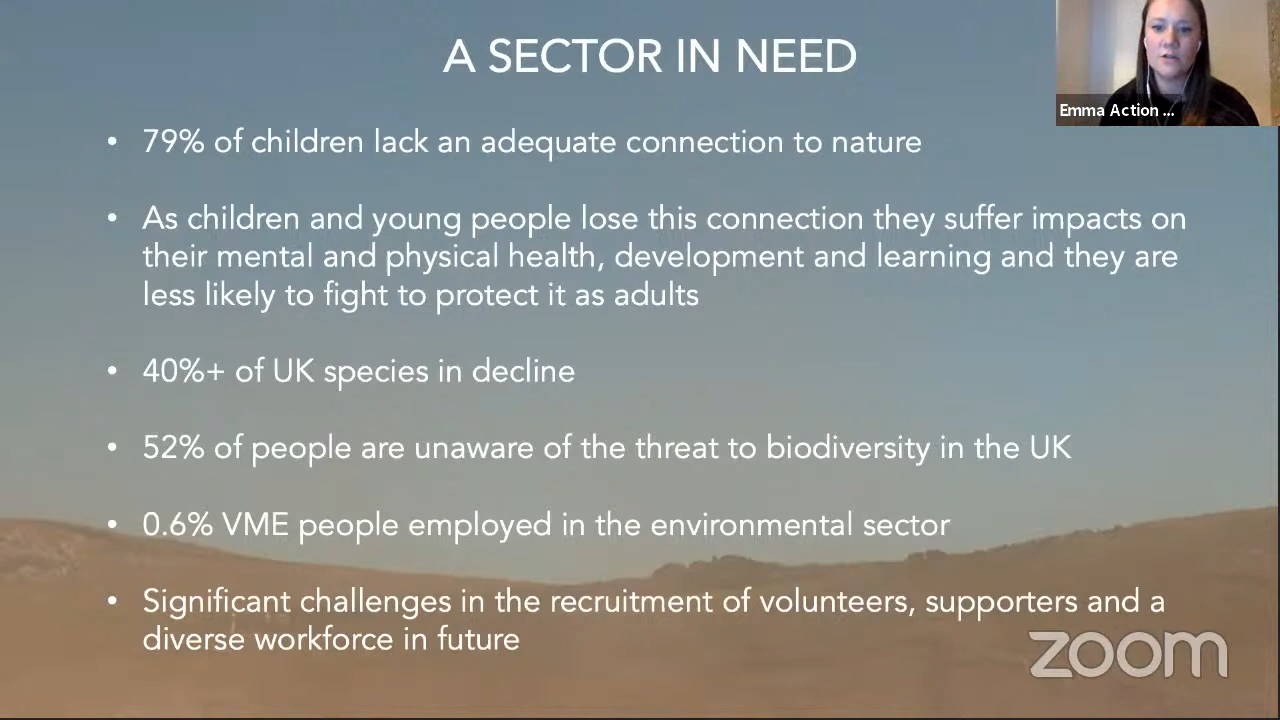 A SECTOR IN NEED
Emma Action ...
• 79% of children lack an adequate connection to nature
• As children and young people lose this connection they suffer impacts on
their mental and physical health, development and learning and they are
less likely to fight to protect it as adults
• 40%+ of UK species in decline
• 52% of people are unaware of the threat to biodiversity in the UK
• 0.6% VME people employed in the environmental sector
• Significant challenges in the recruitment of volunteers, supporters and a
diverse workforce in future
zoom